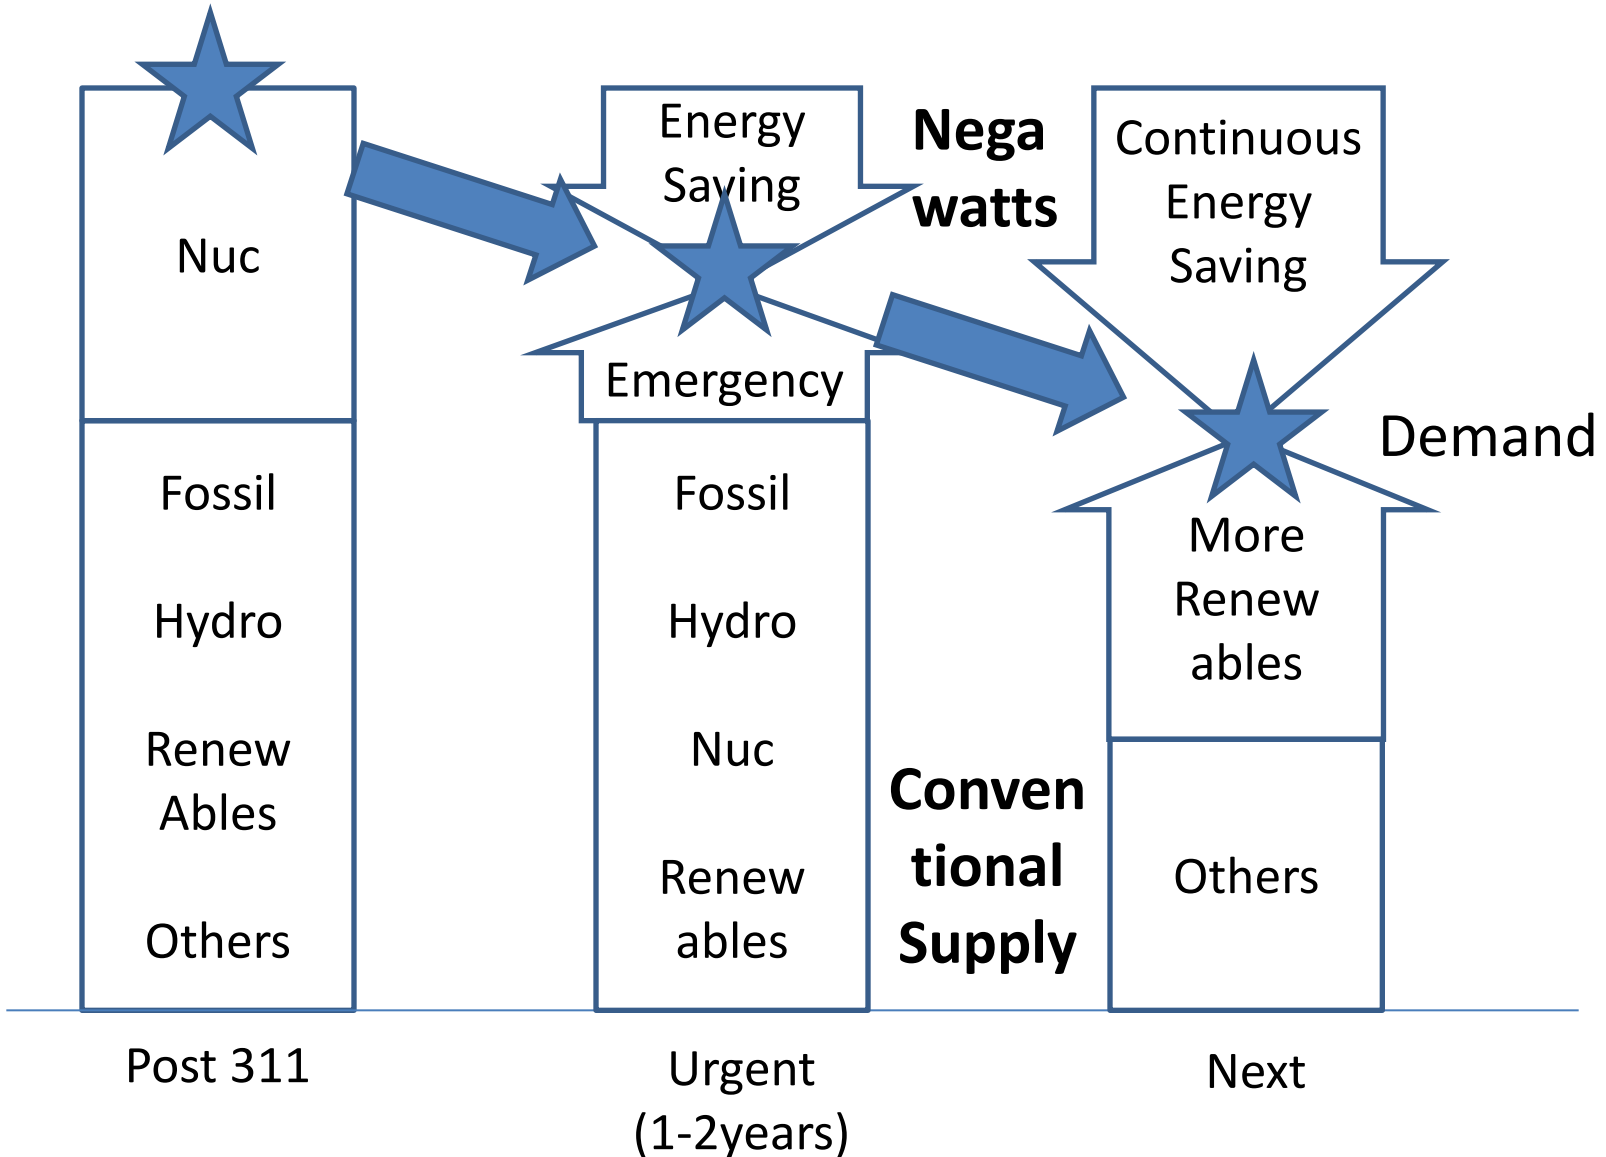 Nuc
Fossil
Hydro
Renew
Ables
Others
Post 311
Energy
Saving
Emergency
Fossil
Hydro
Nuc
Renew
ables
Urgent
(1-2years)
Nega
watts
Conven
tional
Supply
Continuous
Energy
Saving
Demand
More
Renew
ables
Others
Next